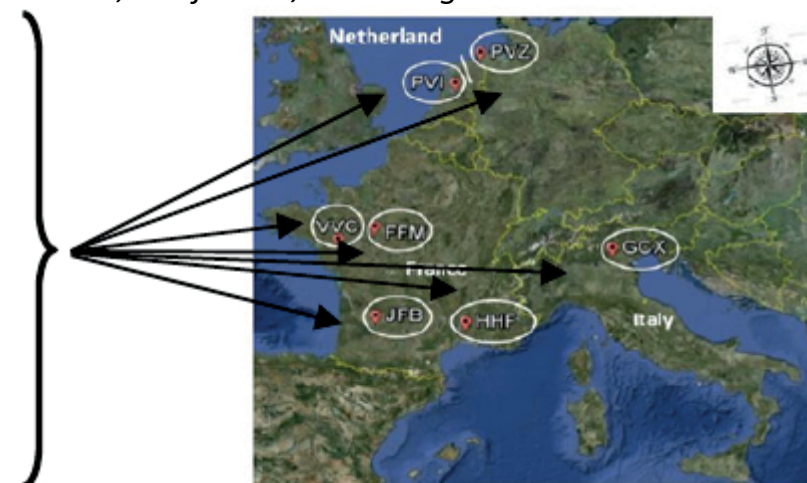 Netherland
PVZ
PVI
VVC
FFM
GCX
France
JFB
HHF
Italy